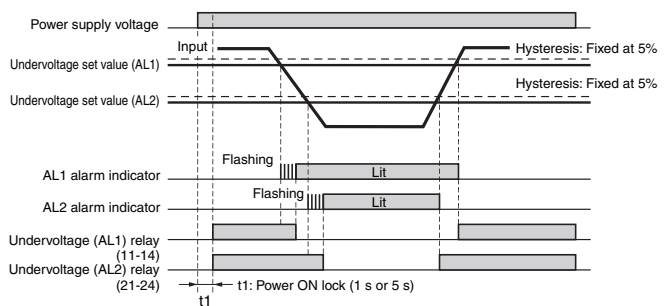 Power supply voltage
Input
Hysteresis: Fixed at 5%
Undervoltage set value (AL1)
Hysteresis: Fixed at 5%
Undervoltage set value (AL2)
Flashing
AL1 alarm indicator
Lit
Flashing
AL2 alarm indicator
Lit
Undervoltage (AL1) relay
(11-14)
Undervoltage (AL2) relay
(21-24)
t1: Power ON lock (1 s or 5 s)
t1